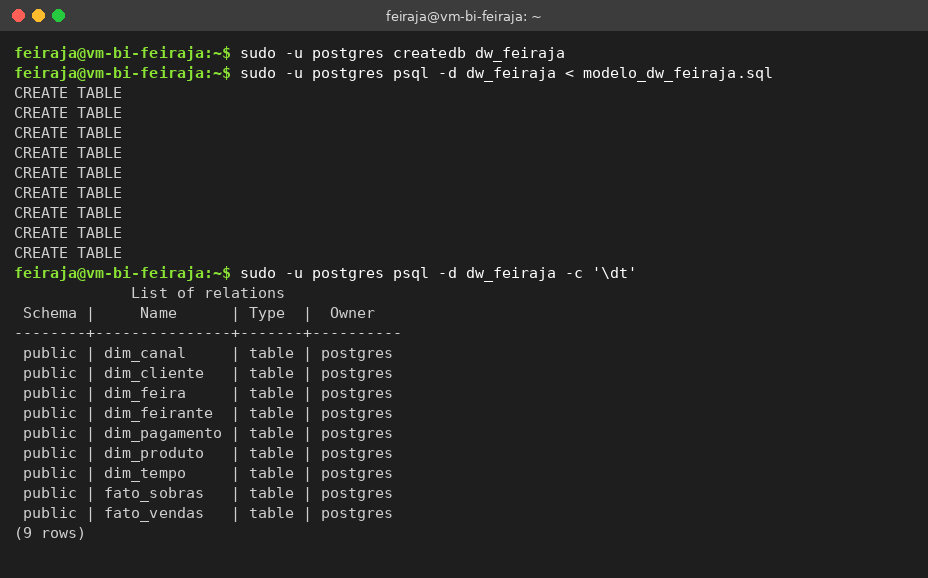 feiraja@vm-bi-feiraja: ~
feiraja@vm-bi-feiraja:~$ sudo -u postgres createdb dw_feiraja
feiraja@vm-bi-feiraja:~$ sudo -u postgres psql -d dw_feiraja < modelo_dw_feiraja.sql
CREATE TABLE
CREATE TABLE
CREATE TABLE
CREATE TABLE
CREATE TABLE
CREATE TABLE
CREATE TABLE
CREATE TABLE
CREATE TABLE
feiraja@vm-bi-feiraja:~$ sudo -u postgres psql -d dw_feiraja -c '\dt'
             List of relations
 Schema |     Name      | Type  |  Owner
--------+---------------+-------+----------
 public | dim_canal     | table | postgres
 public | dim_cliente   | table | postgres
 public | dim_feira     | table | postgres
 public | dim_feirante  | table | postgres
 public | dim_pagamento | table | postgres
 public | dim_produto   | table | postgres
 public | dim_tempo     | table | postgres
 public | fato_sobras   | table | postgres
 public | fato_vendas   | table | postgres
(9 rows)